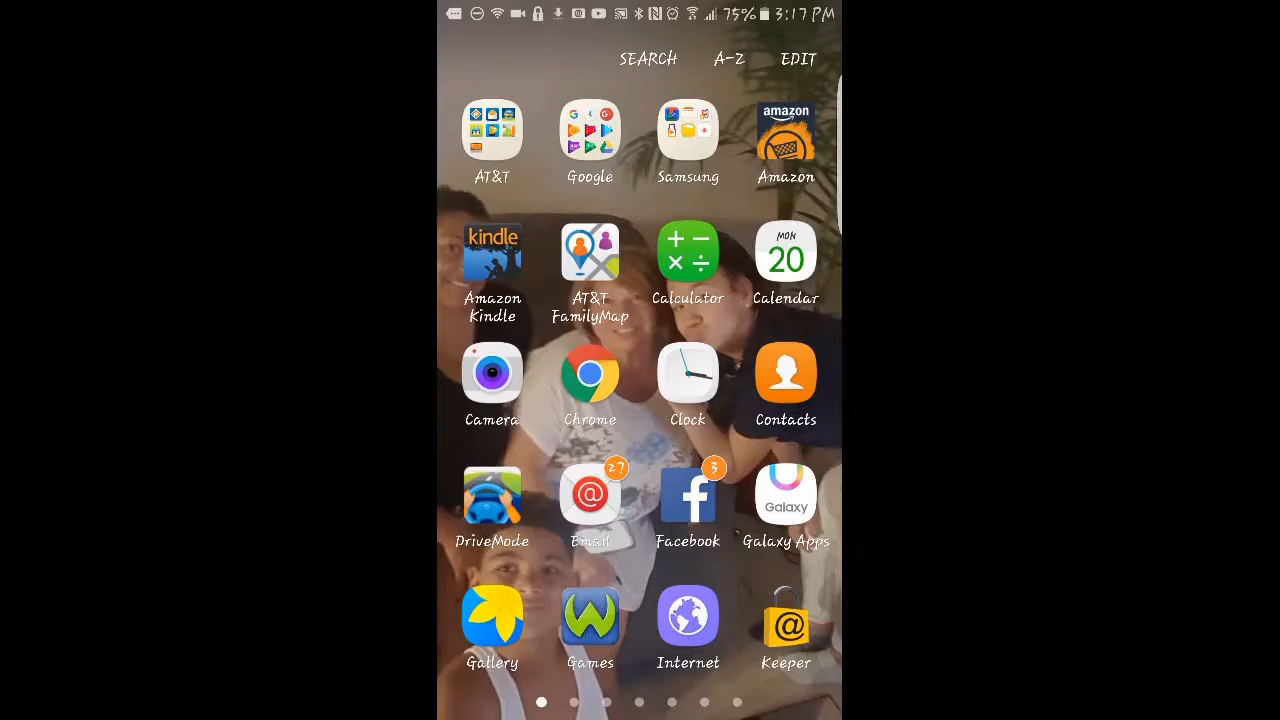 75% 3:17 PM
SEARCH A-Z EDIT
amazon
AT&T Google Samsung Amazon
kindle MON
20
Amazon Kindle AT&T FamilyMap Calculator Calendar
Camera Chrome Clock Contacts
27 3
Galaxy
DriveMode Email Facebook Galaxy Apps
Gallery Games Internet Keeper